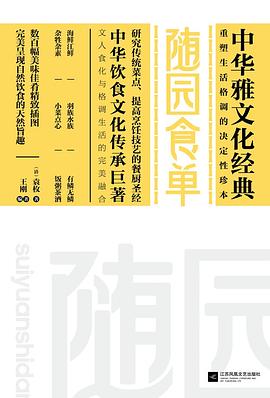 中华雅文化经典
重塑生活格调的决定性珍本
随园食单
研究传统菜点、提高烹饪技艺的餐厨圣经
中华饮食文化传承巨著
文人食化与格调生活的完美融合
海鲜江鲜 羽族水族 有鳞无鳞
杂牲杂素 小菜点心 饭粥茶酒
数百幅美味佳肴精致插图
完美呈现自然饮食的天然旨趣
[清]袁枚 著
王刚 编著
suiyuanshidan
随园
江苏凤凰文艺出版社